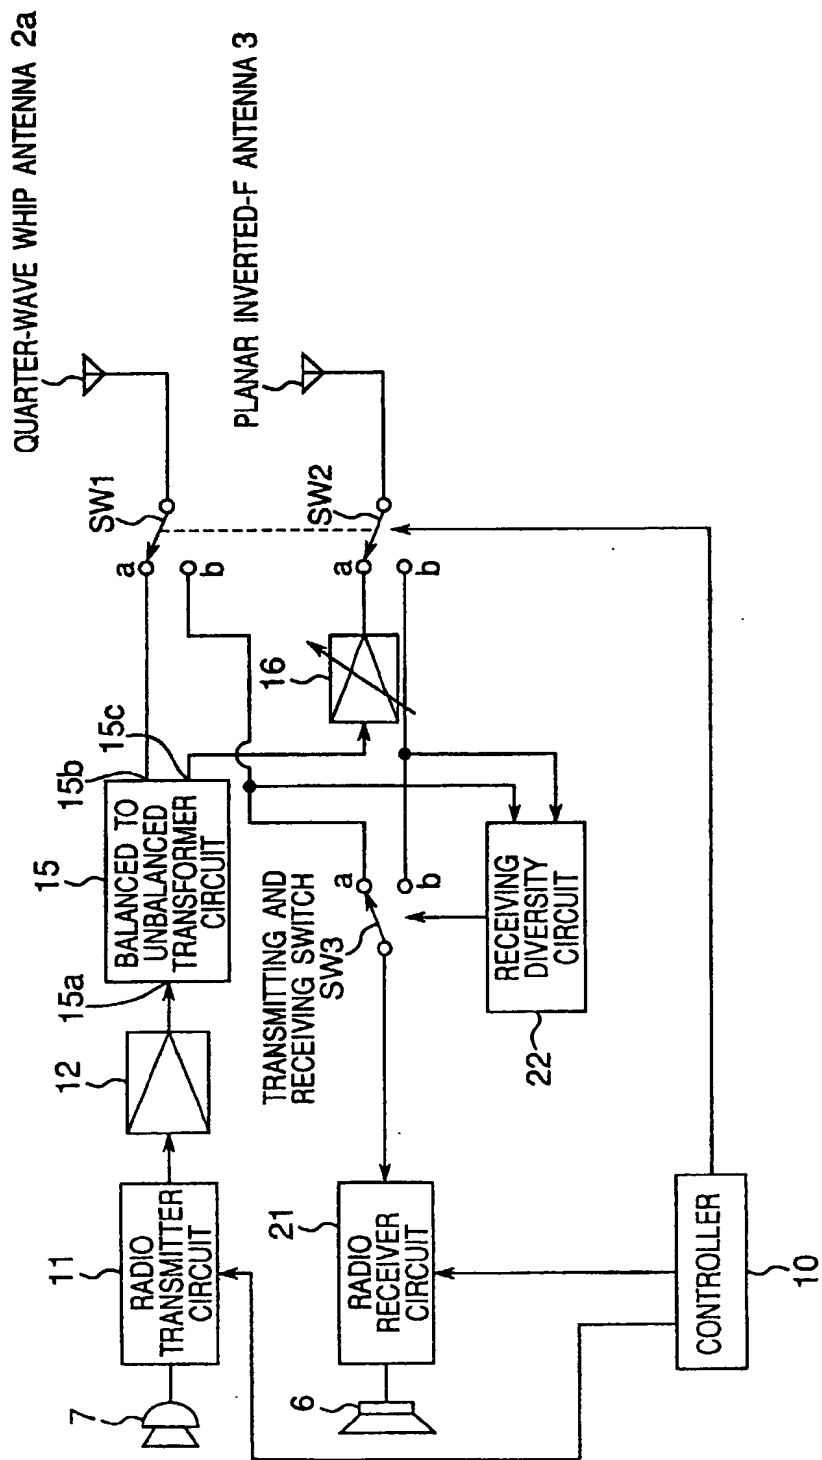 QUARTER-WAVE WHIP ANTENNA 2a
PLANAR INVERTED-F ANTENNA 3
SW1
a
b
SW2
a
b
16
15
15a
15b
15c
BALANCED TO
UNBALANCED
TRANSFORMER
CIRCUIT
12
11
RADIO
TRANSMITTER
CIRCUIT
7
TRANSMITTING AND
RECEIVING SWITCH
SW3
a
b
RECEIVING
DIVERSITY
CIRCUIT
22
21
RADIO
RECEIVER
CIRCUIT
6
CONTROLLER
10